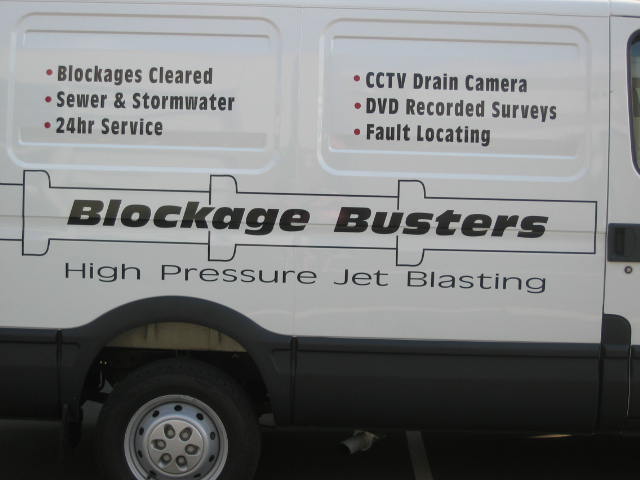 • Blockages Cleared
• Sewer & Stormwater
• 24hr Service
• CCTV Drain Camera
• DVD Recorded Surveys
• Fault Locating
Blockage Busters
High Pressure Jet Blasting